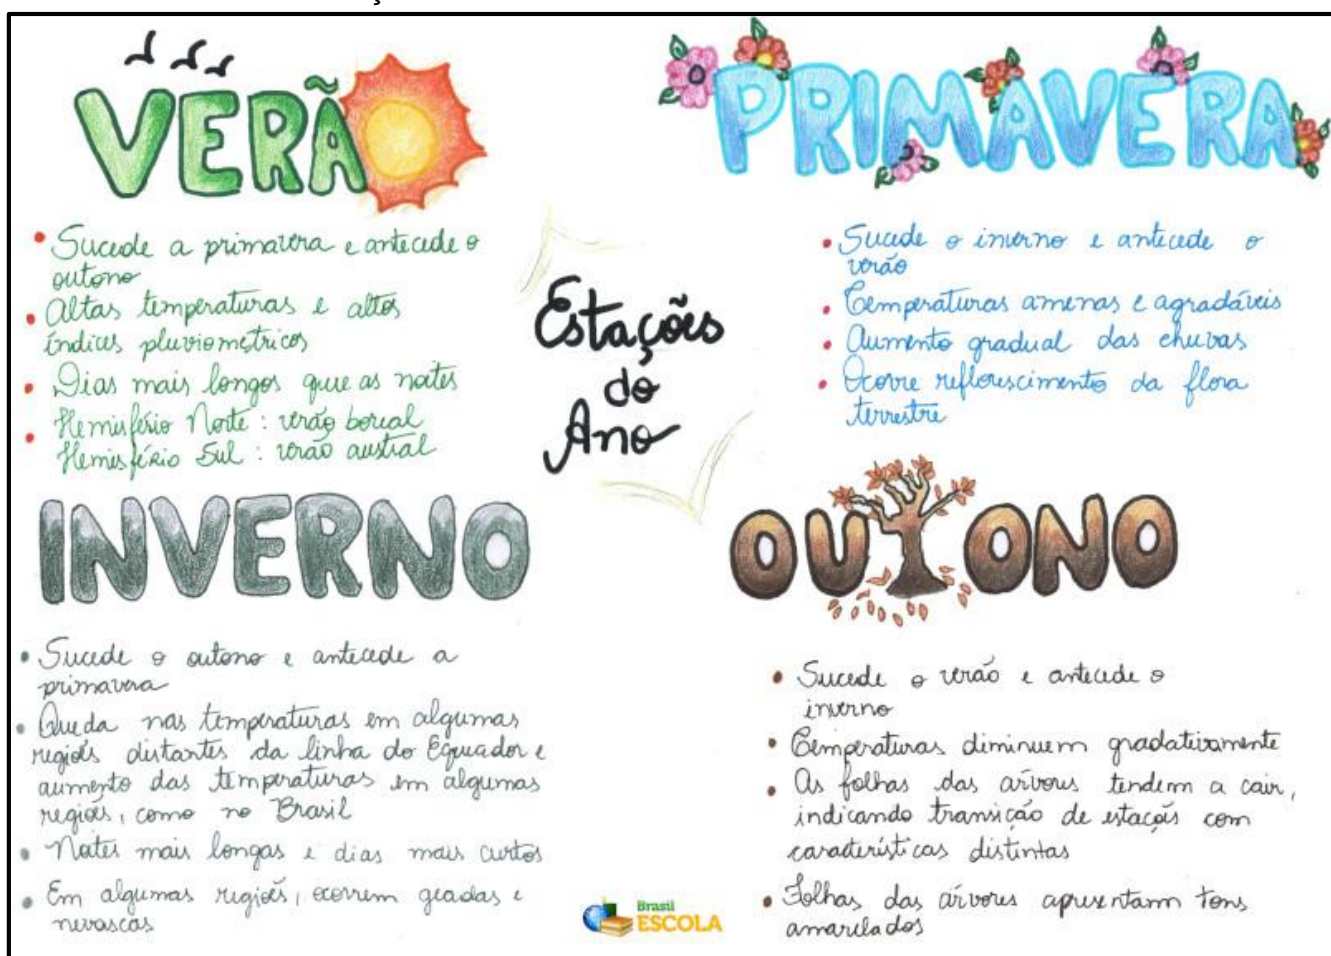 VERÃO
• Sucede a primavera e antecede o
outono
• Altas temperaturas e altos
índices pluviométricos
• Dias mais longos que as noites
• Hemisfério Norte: verão boreal
Hemisfério Sul: verão austral
PRIMAVERA
• Sucede o inverno e antecede o
verão
• Temperaturas amenas e agradáveis
• Aumento gradual das chuvas
• Ocorre reflorescimento da flora
terrestre
Estações
do
Ano
INVERNO
• Sucede o outono e antecede a
primavera
• Queda nas temperaturas em algumas
regiões distantes da linha do Equador e
aumento das temperaturas em algumas
regiões, como no Brasil
• Noites mais longas e dias mais curtos
• Em algumas regiões, ocorrem geadas e
nevascas
OUTONO
• Sucede o verão e antecede o
inverno
• Temperaturas diminuem gradativamente
• As folhas das árvores tendem a cair,
indicando transição de estações com
características distintas
• Folhas das árvores apresentam tons
amarelados
Brasil
ESCOLA